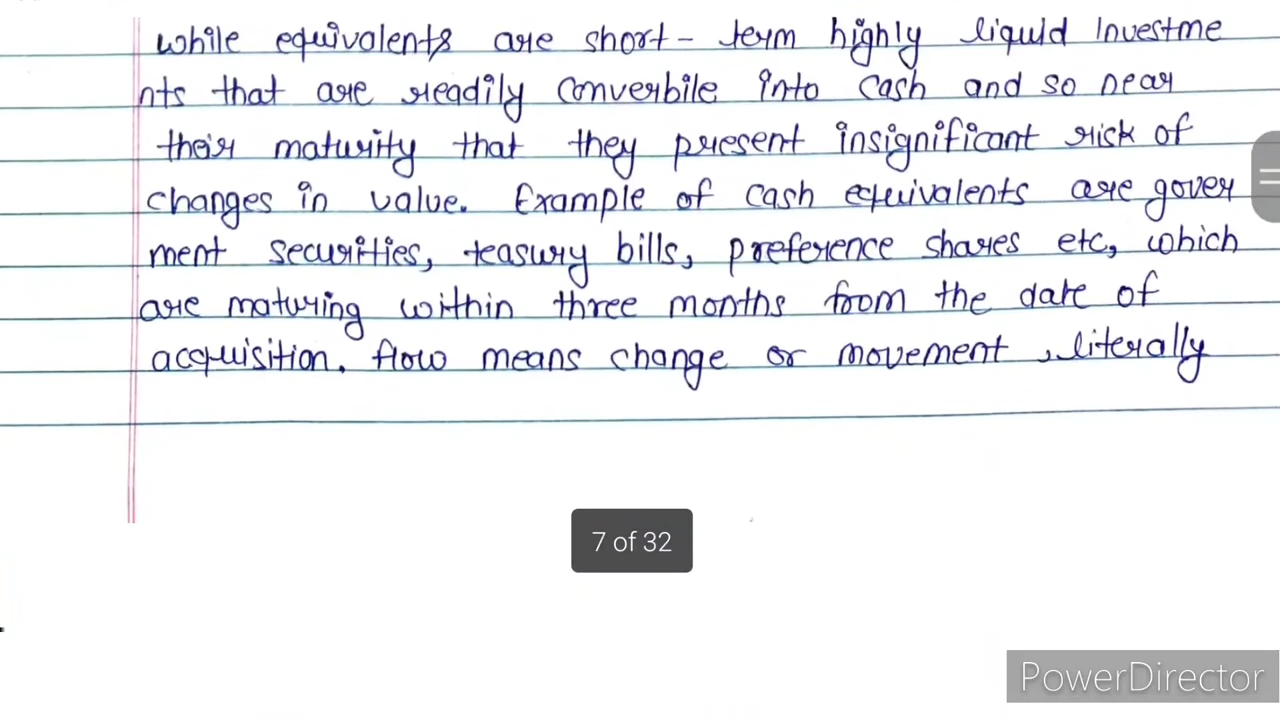 while equivalents are short - term highly liquid Investme
nts that are readily converbile into cash and so near
their maturity that they present insignificant risk of
changes in value. Example of cash equivalents are gover
ment securities, teasury bills, preference shares etc, which
are maturing within three months from the date of
acquisition. flow means change or movement , literally
7 of 32
PowerDirector